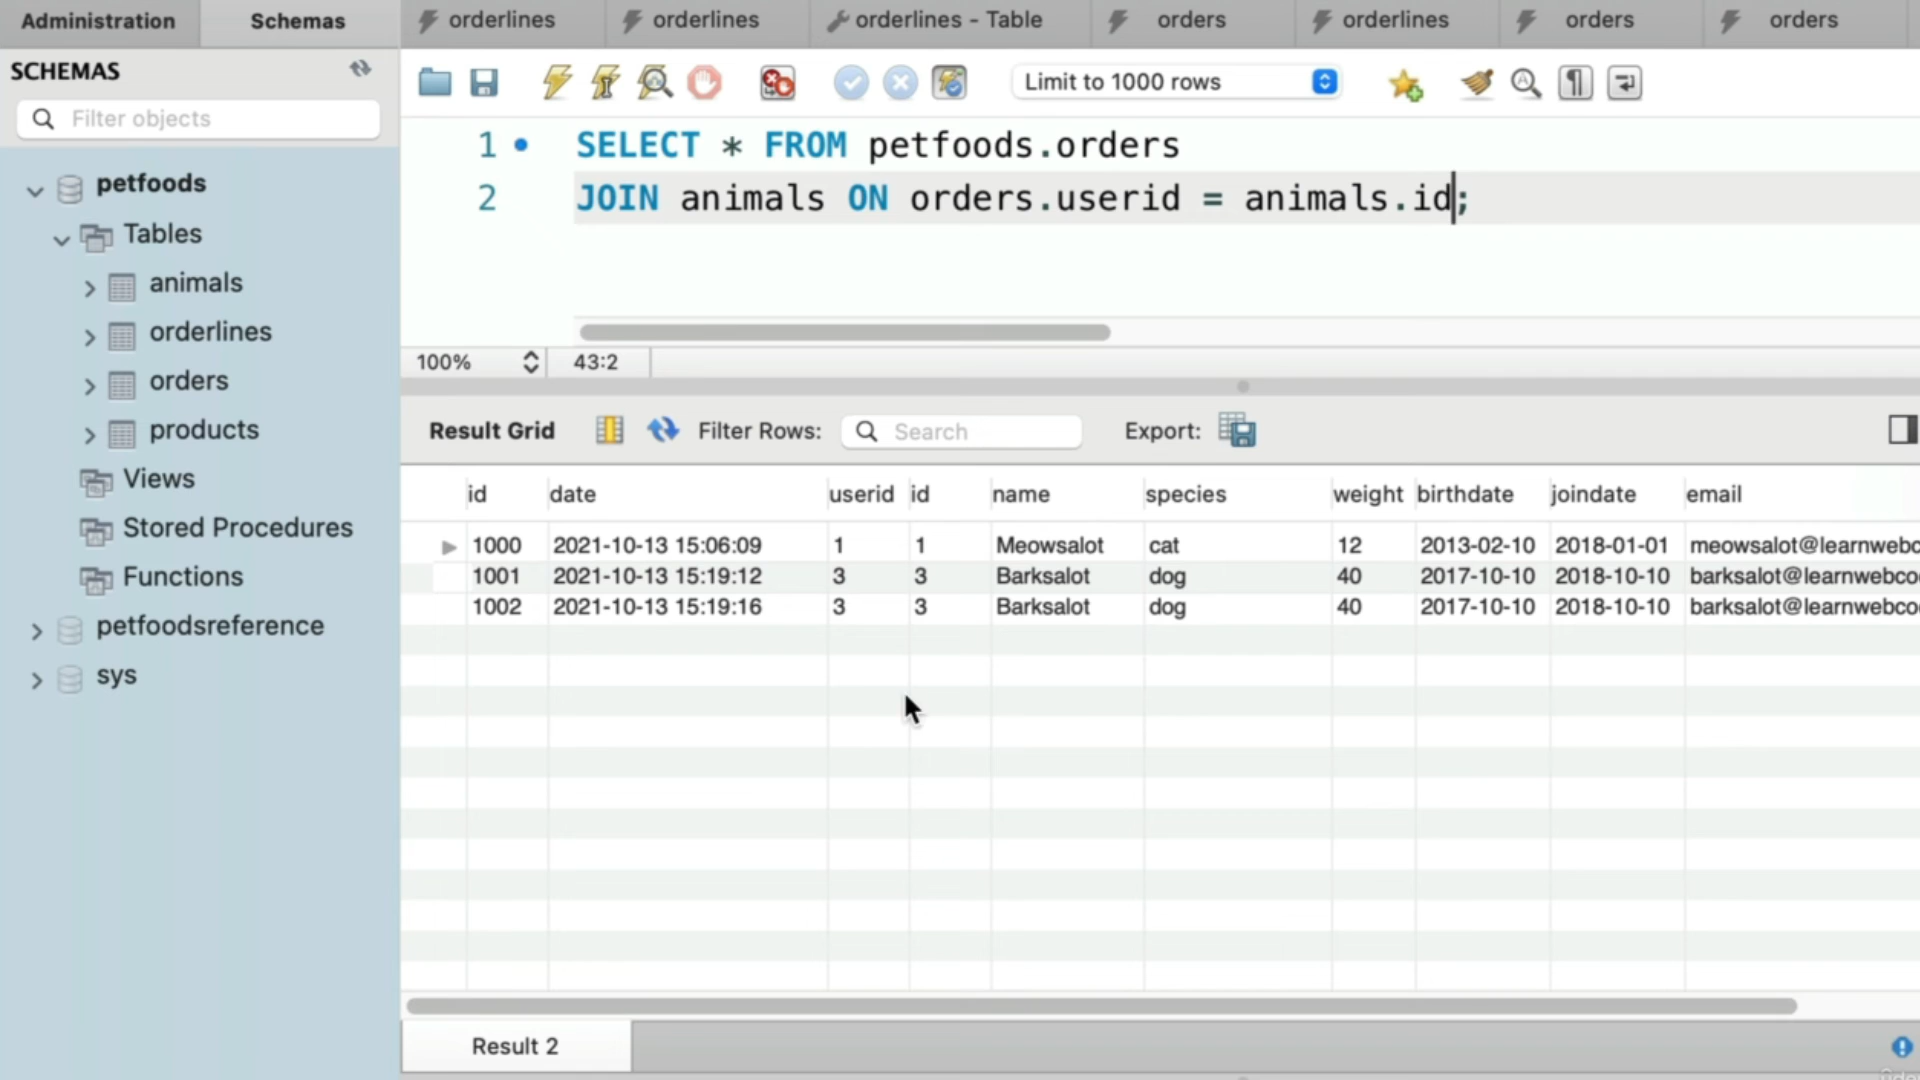 Administration Schemas
orderlines orderlines orderlines - Table orders orderlines orders orders
SCHEMAS
Filter objects
petfoods
Tables
animals
orderlines
orders
products
Views
Stored Procedures
Functions
petfoodsreference
sys
Limit to 1000 rows
1 SELECT * FROM petfoods.orders
2 JOIN animals ON orders.userid = animals.id;
100% 43:2
Result Grid Filter Rows: Search Export:
id date userid id name species weight birthdate joindate email
1000 2021-10-13 15:06:09 1 1 Meowsalot cat 12 2013-02-10 2018-01-01 meowsalot@learnwebc
1001 2021-10-13 15:19:12 3 3 Barksalot dog 40 2017-10-10 2018-10-10 barksalot@learnwebco
1002 2021-10-13 15:19:16 3 3 Barksalot dog 40 2017-10-10 2018-10-10 barksalot@learnwebco
Result 2